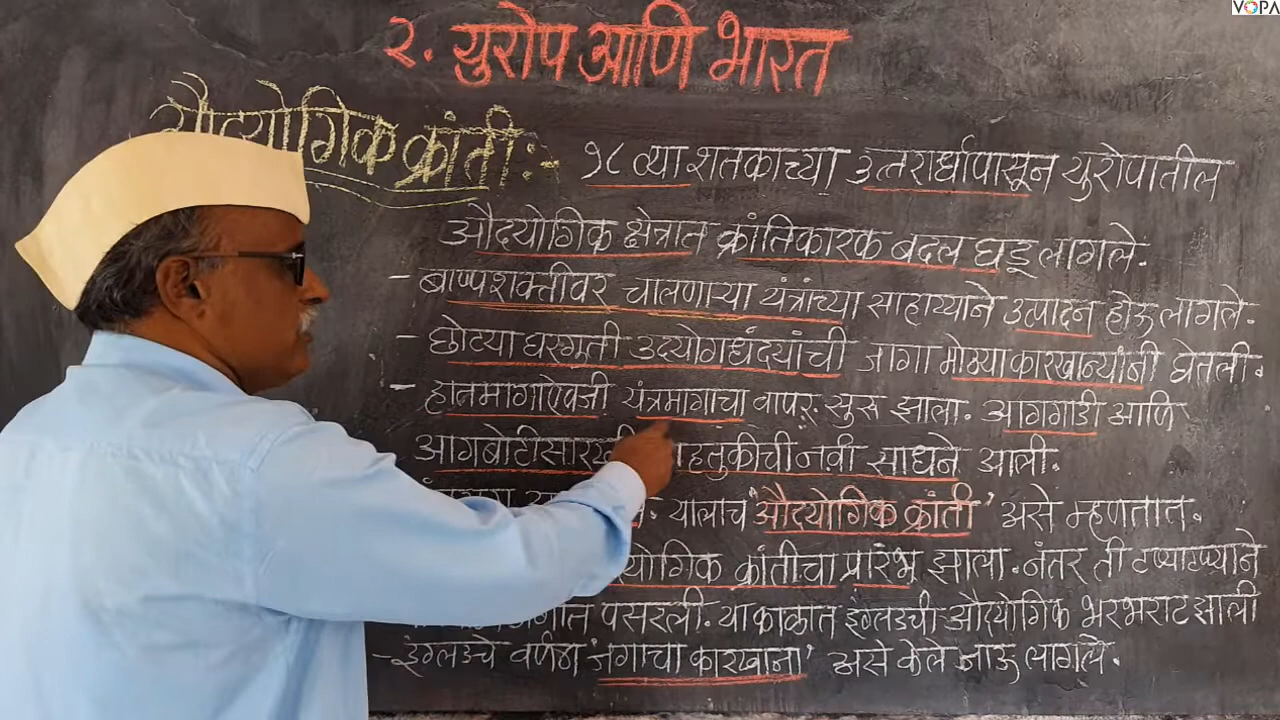 VOPA
२. युरोप आणि भारत
औद्योगिक क्रांती :-
१८ व्या शतकाच्या उत्तरार्धापासून युरोपातील
औद्योगिक क्षेत्रात क्रांतिकारक बदल घडू लागले.
- बाष्पशक्तीवर चालणाऱ्या यंत्रांच्या साहाय्याने उत्पादन होऊ लागले.
- छोट्या घरगुती उद्योगधंद्यांची जागा मोठ्या कारखान्यांनी घेतली.
- हातमागाऐवजी यंत्रमागाचा वापर सुरू झाला. आगगाडी आणि
आगबोटीसारखी नवी साधने आली.
यालाच 'औद्योगिक क्रांती' असे म्हणतात.
क्रांतीचा प्रारंभ झाला. नंतर ती टप्याटप्याने
पसरली. या काळात इंग्लंडची औद्योगिक भरभराट झाली
- इंग्लंडचे वर्णन 'जगाचा कारखाना' असे केले जाऊ लागले.